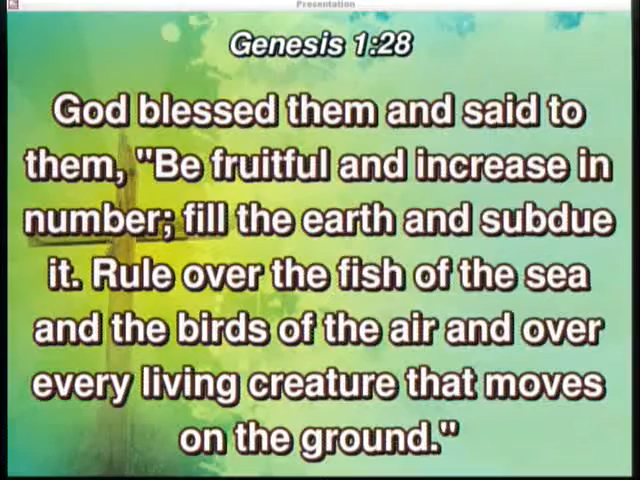 Presentation
Genesis 1:28
God blessed them and said to
them, "Be fruitful and increase in
number; fill the earth and subdue
it. Rule over the fish of the sea
and the birds of the air and over
every living creature that moves
on the ground."